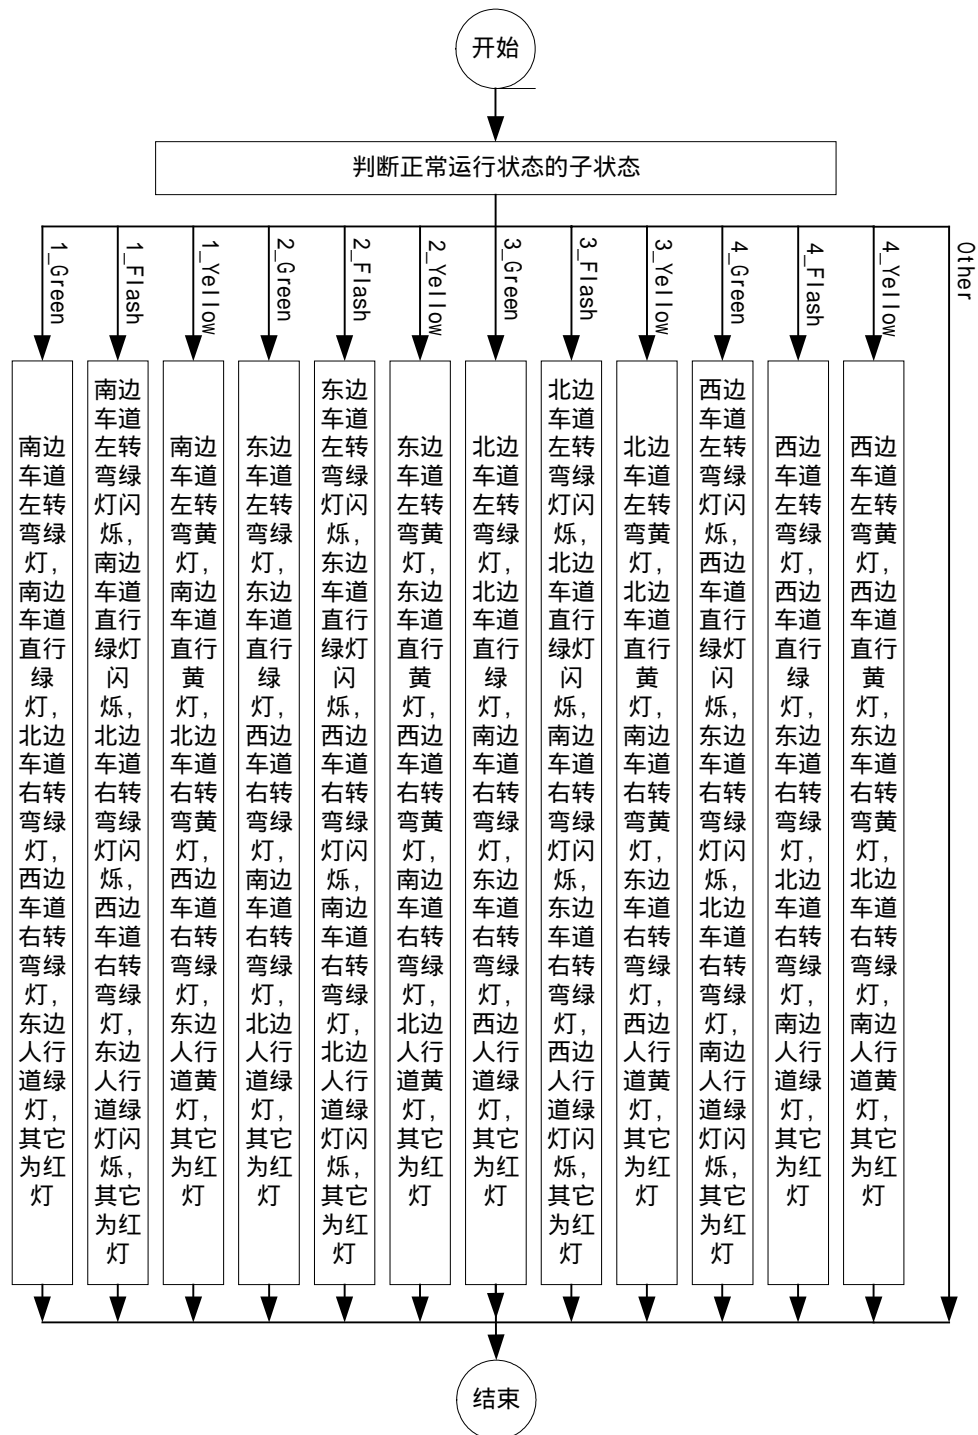 开始
判断正常运行状态的子状态
1_Green
1_Flash
1_Yellow
2_Green
2_Flash
2_Yellow
3_Green
3_Flash
3_Yellow
4_Green
4_Flash
4_Yellow
Other
南边车道左转弯绿灯,南边车道直行绿灯,北边车道右转弯绿灯,西边车道右转弯绿灯,东边人行道绿灯,其它为红灯
南边车道左转弯绿灯闪烁,南边车道直行绿灯闪烁,北边车道右转弯绿灯闪烁,西边车道右转弯绿灯,东边人行道绿灯闪烁,其它为红灯
南边车道左转弯黄灯,南边车道直行黄灯,北边车道右转弯黄灯,西边车道右转弯绿灯,东边人行道黄灯,其它为红灯
东边车道左转弯绿灯,东边车道直行绿灯,西边车道右转弯绿灯,南边车道右转弯绿灯,北边人行道绿灯,其它为红灯
东边车道左转弯绿灯闪烁,东边车道直行绿灯闪烁,西边车道右转弯绿灯闪烁,南边车道右转弯绿灯,北边人行道绿灯闪烁,其它为红灯
东边车道左转弯黄灯,东边车道直行黄灯,西边车道右转弯黄灯,南边车道右转弯绿灯,北边人行道黄灯,其它为红灯
北边车道左转弯绿灯,北边车道直行绿灯,南边车道右转弯绿灯,东边车道右转弯绿灯,西边人行道绿灯,其它为红灯
北边车道左转弯绿灯闪烁,北边车道直行绿灯闪烁,南边车道右转弯绿灯闪烁,东边车道右转弯绿灯,西边人行道绿灯闪烁,其它为红灯
北边车道左转弯黄灯,北边车道直行黄灯,南边车道右转弯黄灯,东边车道右转弯绿灯,西边人行道黄灯,其它为红灯
西边车道左转弯绿灯闪烁,西边车道直行绿灯闪烁,东边车道右转弯绿灯闪烁,北边车道右转弯绿灯,南边人行道绿灯闪烁,其它为红灯
西边车道左转弯绿灯,西边车道直行绿灯,东边车道右转弯绿灯,北边车道右转弯绿灯,南边人行道绿灯,其它为红灯
西边车道左转弯黄灯,西边车道直行黄灯,东边车道右转弯黄灯,北边车道右转弯绿灯,南边人行道黄灯,其它为红灯
结束